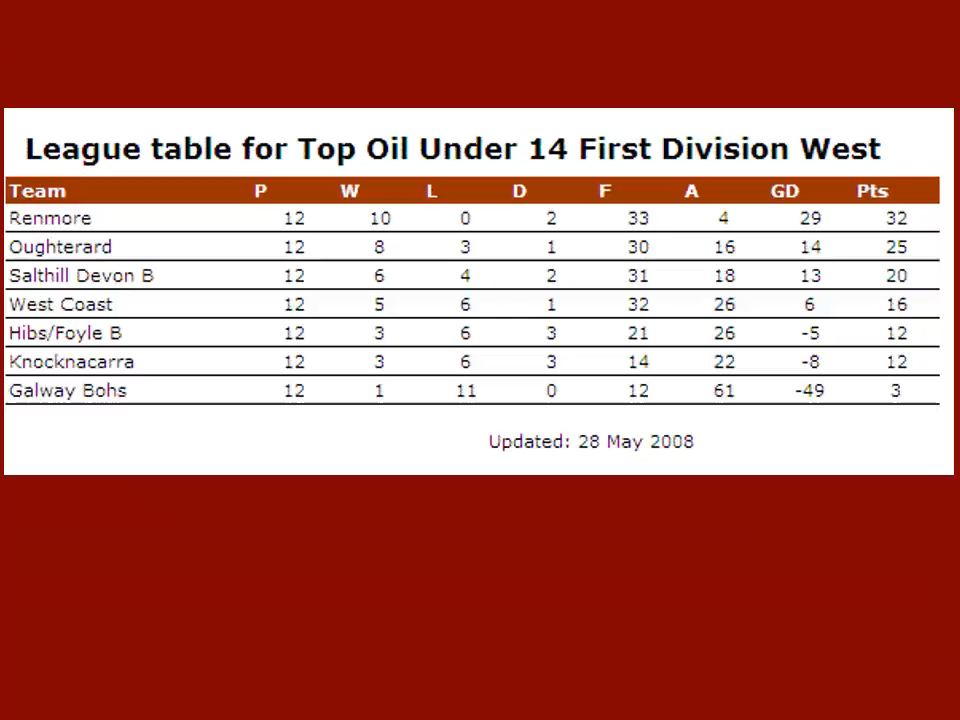 League table for Top Oil Under 14 First Division West
Team P W L D F A GD Pts
Renmore 12 10 0 2 33 4 29 32
Oughterard 12 8 3 1 30 16 14 25
Salthill Devon B 12 6 4 2 31 18 13 20
West Coast 12 5 6 1 32 26 6 16
Hibs/Foyle B 12 3 6 3 21 26 -5 12
Knocknacarra 12 3 6 3 14 22 -8 12
Galway Bohs 12 1 11 0 12 61 -49 3
Updated: 28 May 2008